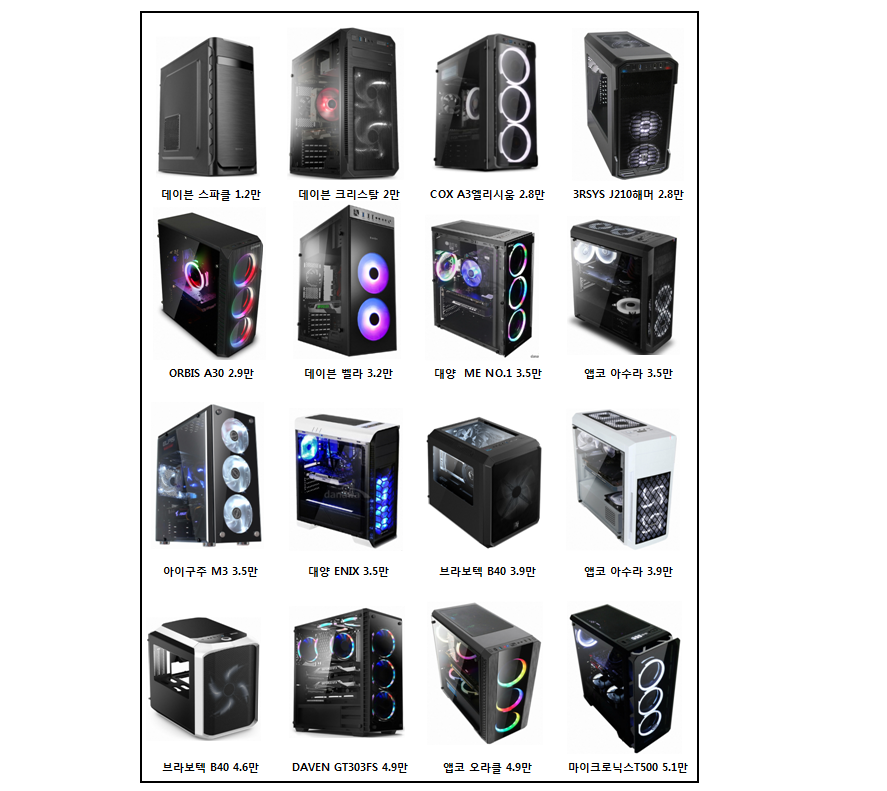 데이븐 스파클 1.2만
데이븐 크리스탈 2만
COX A3엘리시움 2.8만
3RSYS J210해머 2.8만
ORBIS A30 2.9만
데이븐 벨라 3.2만
대양 ME NO.1 3.5만
앱코 아수라 3.5만
아이구주 M3 3.5만
대양 ENIX 3.5만
브라보텍 B40 3.9만
앱코 아수라 3.9만
브라보텍 B40 4.6만
DAVEN GT303FS 4.9만
앱코 오라클 4.9만
마이크로닉스T500 5.1만